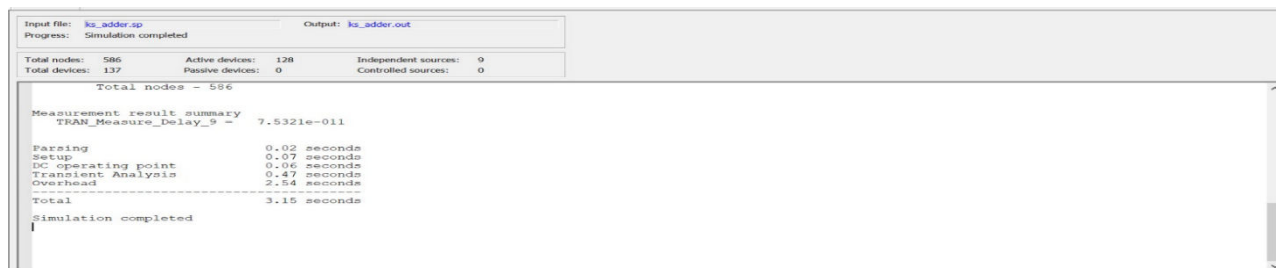 Input file: ks_adder.sp Output: ks_adder.out
Progress: Simulation completed
Total nodes: 586 Active devices: 128 Independent sources: 9
Total devices: 137 Passive devices: 0 Controlled sources: 0
Total nodes - 586
Measurement result summary
TRAN_Measure_Delay_9 = 7.5321e-011
Parsing 0.02 seconds
Setup 0.07 seconds
DC operating point 0.06 seconds
Transient Analysis 0.47 seconds
Overhead 2.54 seconds
-----------------------------------------
Total 3.15 seconds
Simulation completed